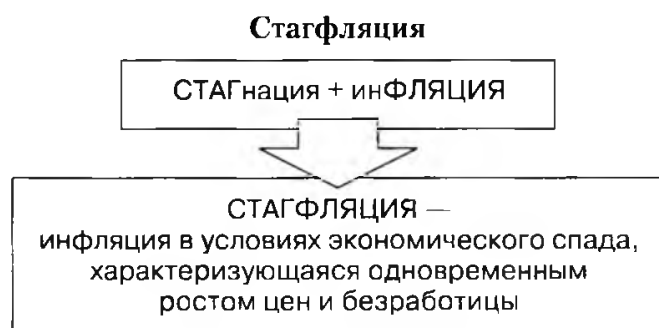 Стагфляция
СТАГнация + инФЛЯЦИЯ
СТАГФЛЯЦИЯ —
инфляция в условиях экономического спада,
характеризующаяся одновременным
ростом цен и безработицы